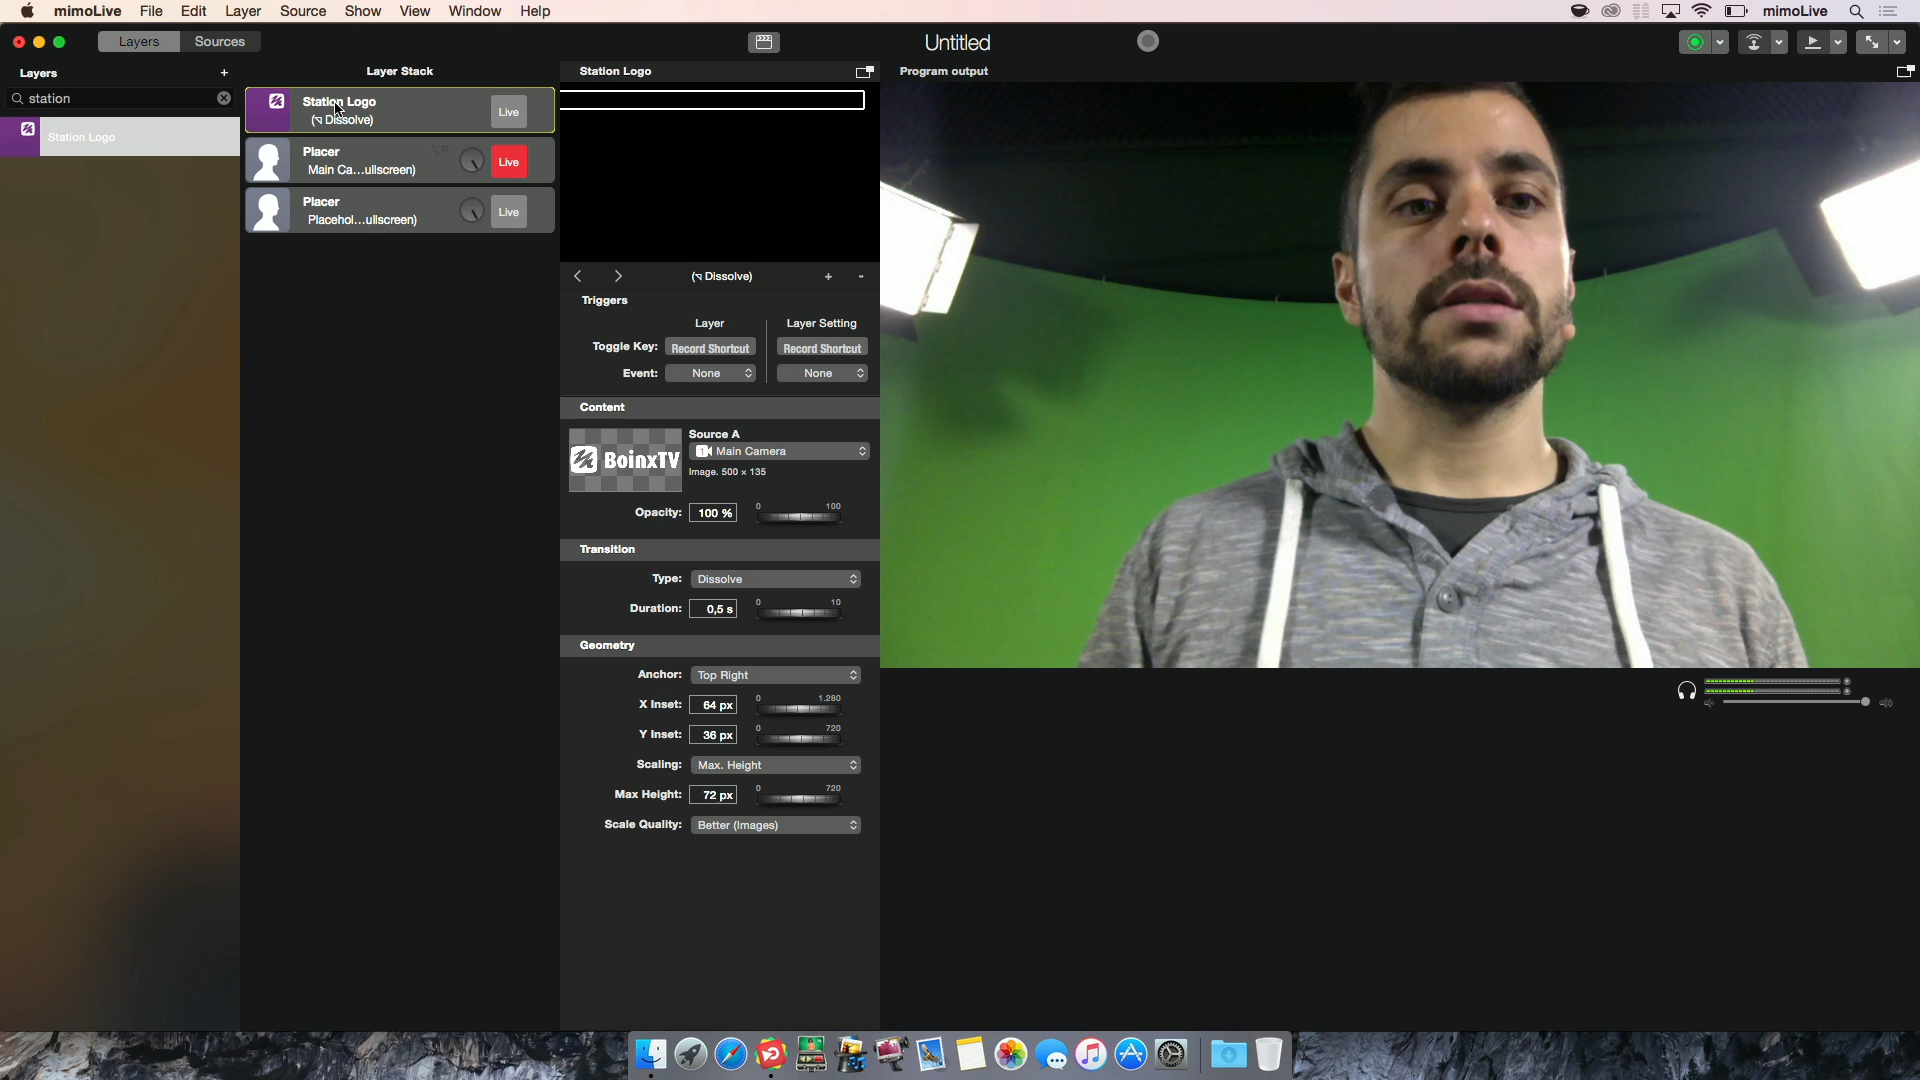 mimoLive File Edit Layer Source Show View Window Help mimoLive
Layers Sources Untitled
Layers + Layer Stack Station Logo Program output
station
Station Logo
Station Logo
(⌥ Dissolve)
Live
Placer ⌥P
Main Ca...ullscreen)
Live
Placer
Placehol...ullscreen)
Live
(⌥ Dissolve) + -
Triggers
Layer Layer Setting
Toggle Key: Record Shortcut Record Shortcut
Event: None None
Content
BoinxTV
Source A
1 Main Camera
Image. 500 × 135
Opacity: 100 % 0 100
Transition
Type: Dissolve
Duration: 0,5 s 0 10
Geometry
Anchor: Top Right
X Inset: 64 px 0 1.280
Y Inset: 36 px 0 720
Scaling: Max. Height
Max Height: 72 px 0 720
Scale Quality: Better (Images)